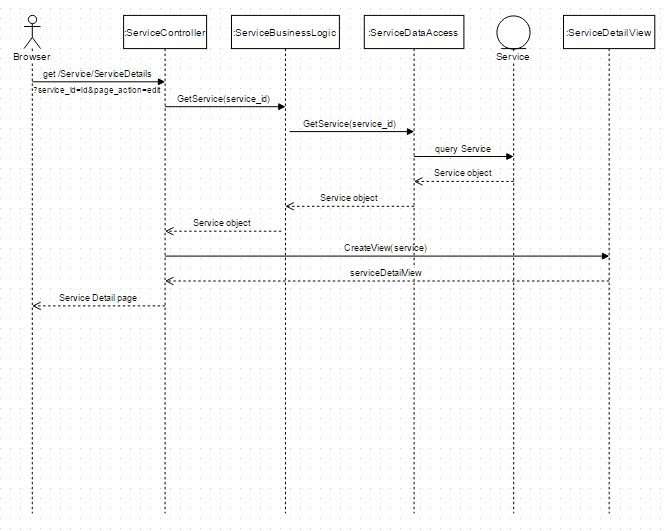 :ServiceController
:ServiceBusinessLogic
:ServiceDataAccess
:ServiceDetailView
Browser
Service
get /Service/ServiceDetails
?service_id=id&page_action=edit
GetService(service_id)
GetService(service_id)
query Service
Service object
Service object
Service object
CreateView(service)
serviceDetailView
Service Detail page